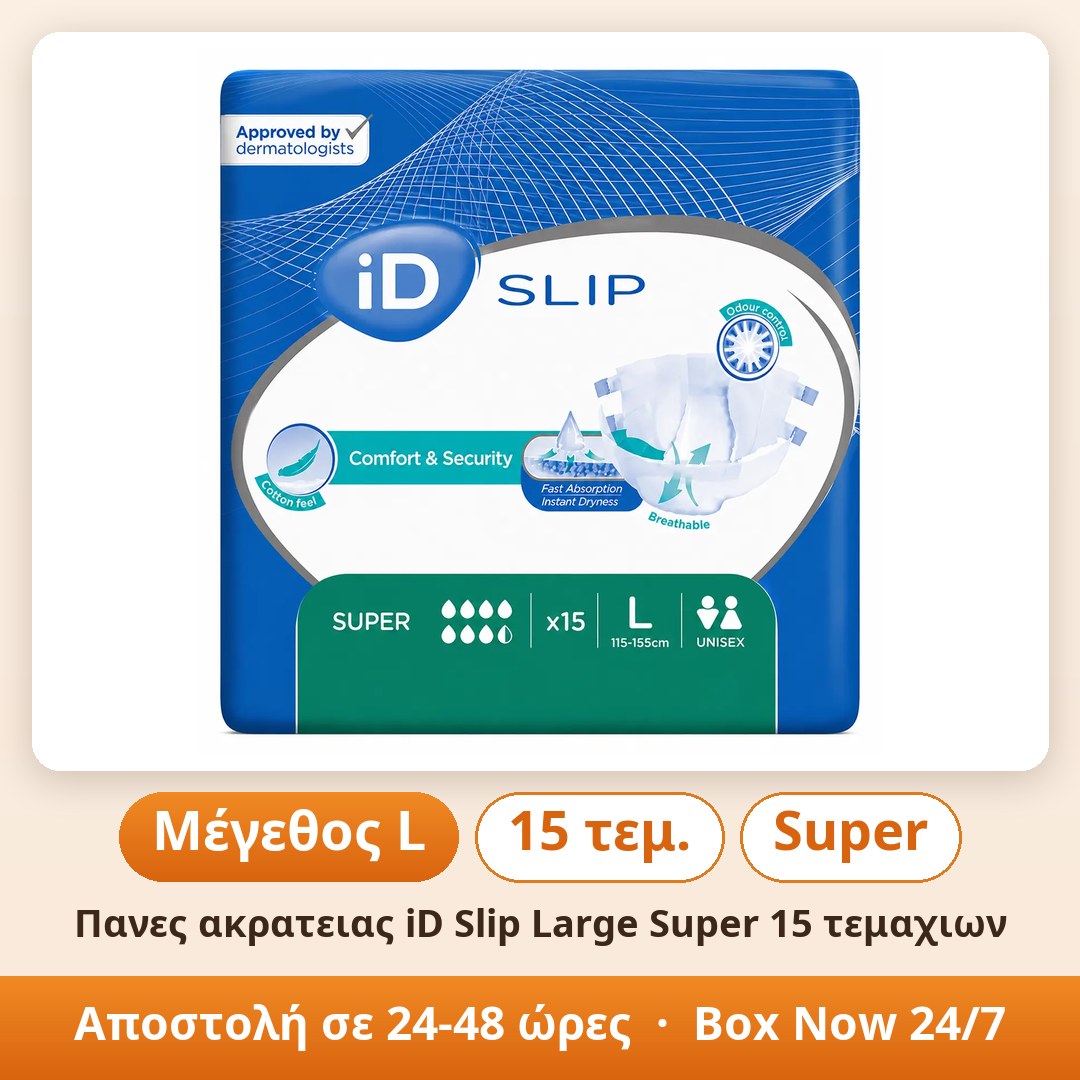 Approved by
dermatologists
iD SLIP
Odour control
Cotton feel
Comfort & Security
Fast Absorption
Instant Dryness
Breathable
SUPER x15 L UNISEX
115-155cm
Μέγεθος L 15 τεμ. Super
Πανες ακρατειας iD Slip Large Super 15 τεμαχιων
Αποστολή σε 24-48 ώρες · Box Now 24/7